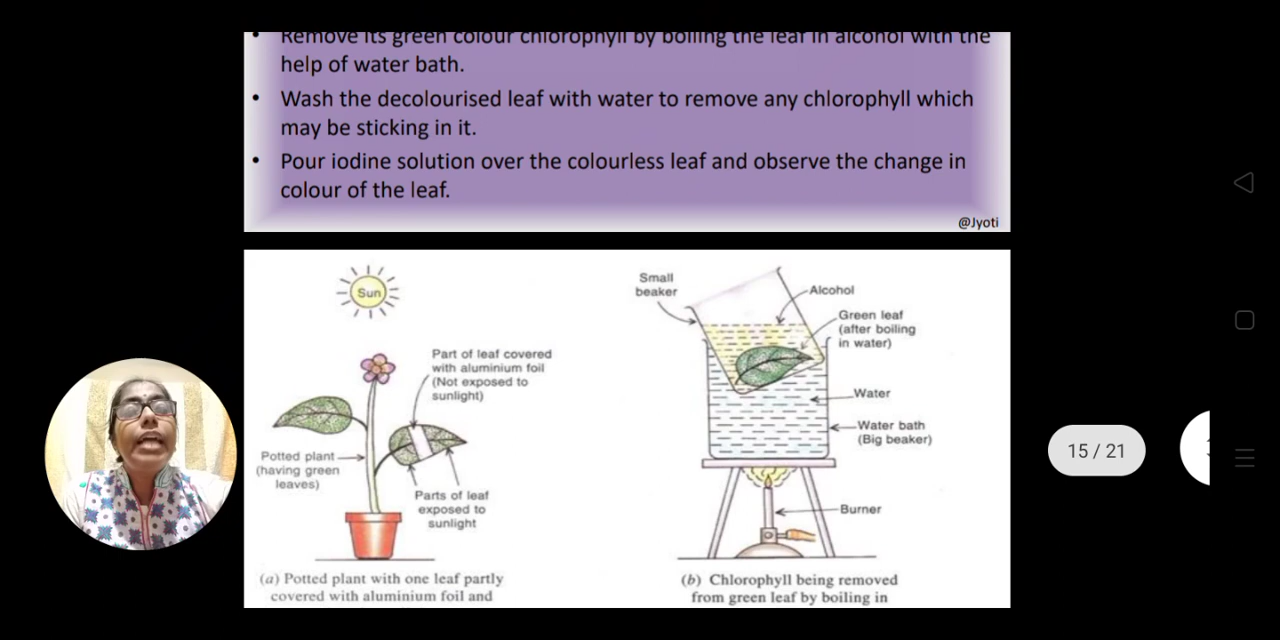 • Remove its green colour chlorophyll by boiling the leaf in alcohol with the
help of water bath.
• Wash the decolourised leaf with water to remove any chlorophyll which
may be sticking in it.
• Pour iodine solution over the colourless leaf and observe the change in
colour of the leaf.
@Jyoti
Sun
Part of leaf covered
with aluminium foil
(Not exposed to
sunlight)
Potted plant
(having green
leaves)
Parts of leaf
exposed to
sunlight
(a) Potted plant with one leaf partly
covered with aluminium foil and
Small
beaker
Alcohol
Green leaf
(after boiling
in water)
Water
Water bath
(Big beaker)
Burner
(b) Chlorophyll being removed
from green leaf by boiling in
15 / 21